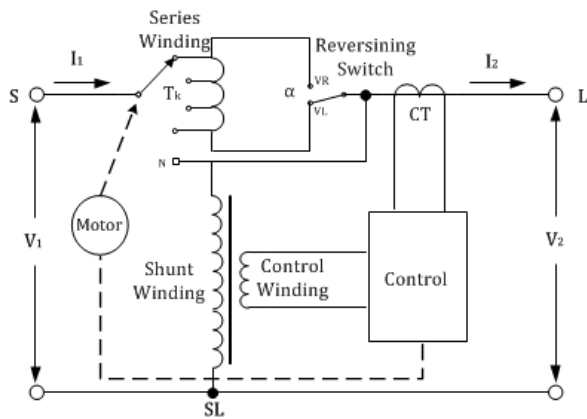 Series
Winding
I1
Reversining
Switch
I2
S
Tk
α
VR
VL
CT
L
N
Motor
V1
Shunt
Winding
Control
Winding
Control
V2
SL